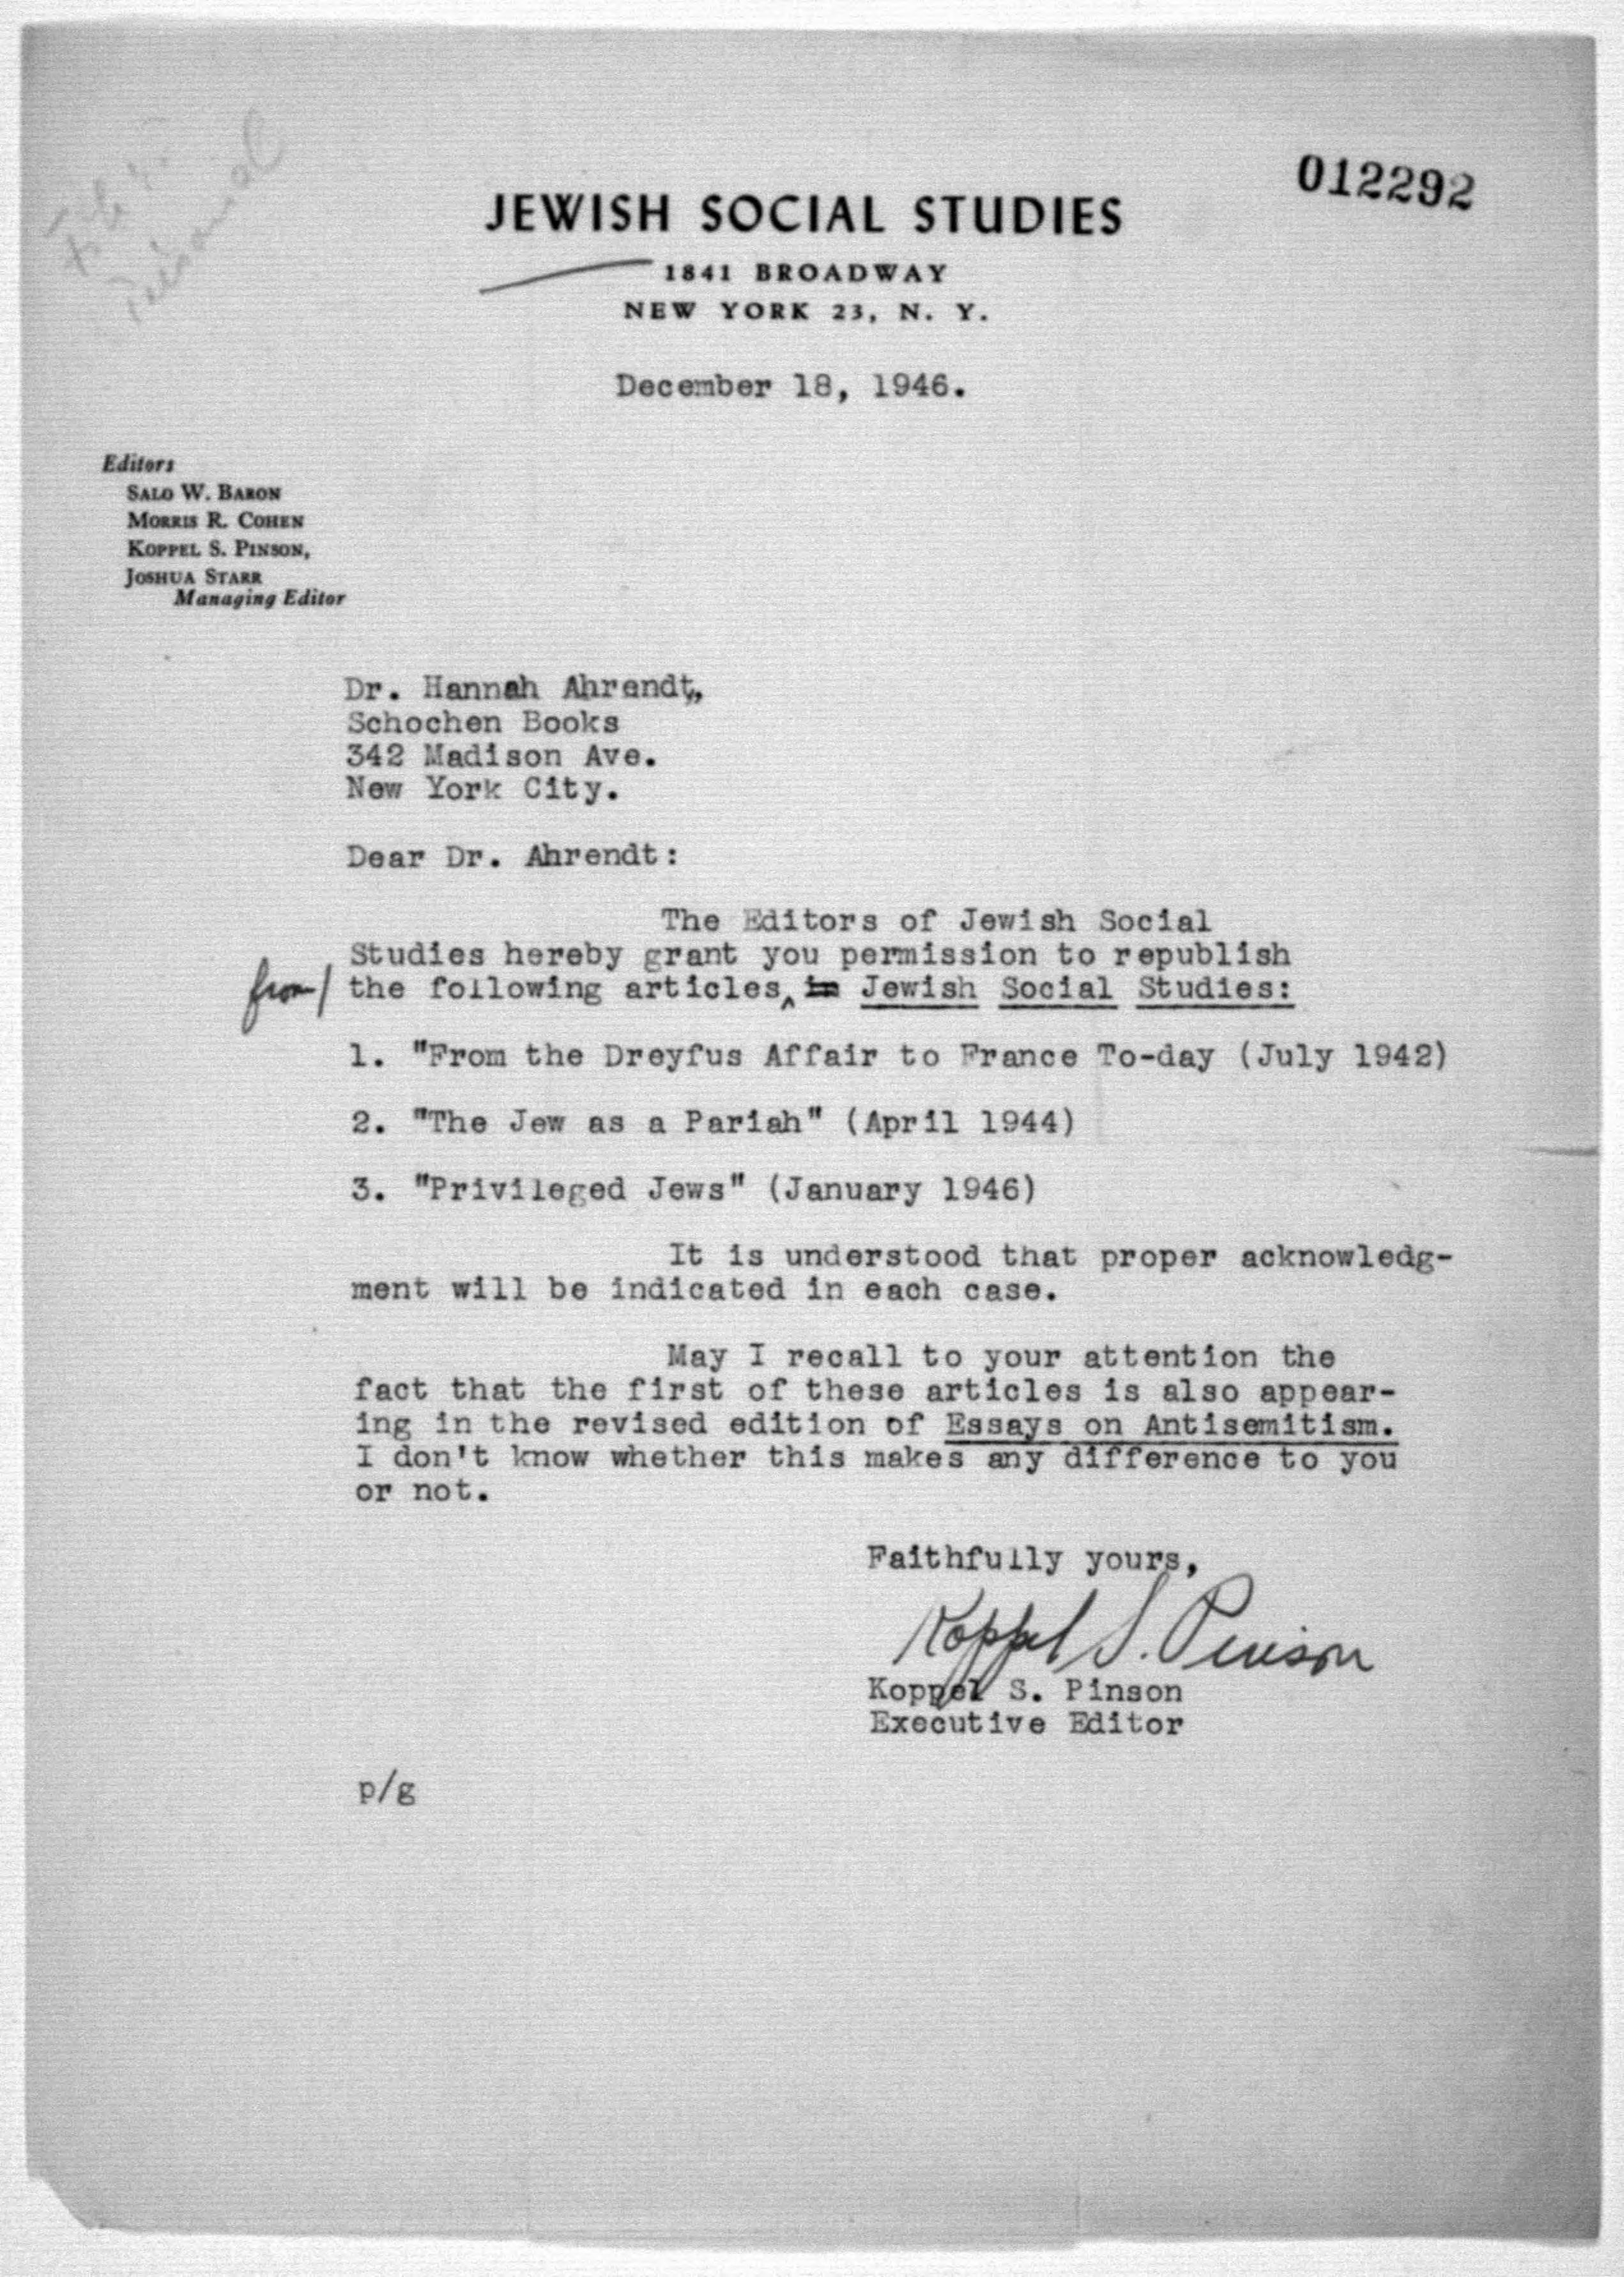 File:
Personal
012292
JEWISH SOCIAL STUDIES
1841 BROADWAY
NEW YORK 23, N. Y.
December 18, 1946.
Editors
SALO W. BARON
MORRIS R. COHEN
KOPPEL S. PINSON,
JOSHUA STARR
Managing Editor
Dr. Hannah Ahrendt,
Schochen Books
342 Madison Ave.
New York City.
Dear Dr. Ahrendt:
The Editors of Jewish Social
Studies hereby grant you permission to republish
from/ the following articles ‸ in Jewish Social Studies:
1. "From the Dreyfus Affair to France To-day (July 1942)
2. "The Jew as a Pariah" (April 1944)
3. "Privileged Jews" (January 1946)
It is understood that proper acknowledg-
ment will be indicated in each case.
May I recall to your attention the
fact that the first of these articles is also appear-
ing in the revised edition of Essays on Antisemitism.
I don't know whether this makes any difference to you
or not.
Faithfully yours,
Koppel S. Pinson
Koppel S. Pinson
Executive Editor
p/g